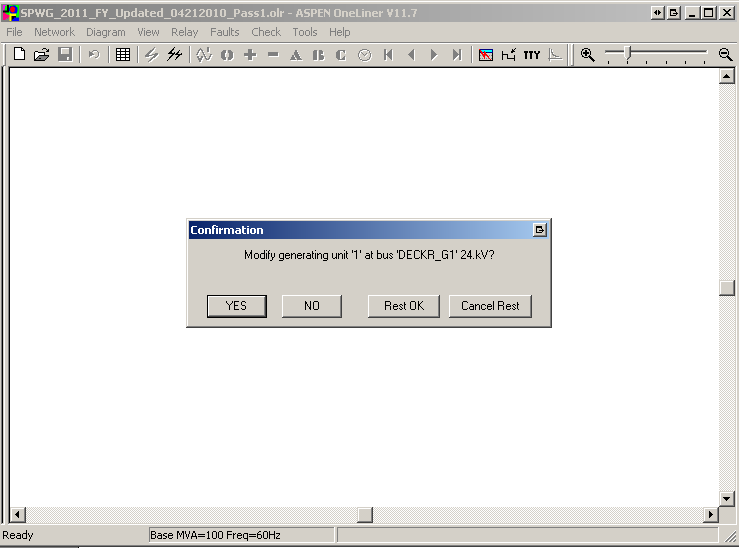 SPWG_2011_FY_Updated_04212010_Pass1.olr - ASPEN OneLiner V11.7
File Network Diagram View Relay Faults Check Tools Help
TTY
Confirmation
Modify generating unit '1' at bus 'DECKR_G1' 24.kV?
YES NO Rest OK Cancel Rest
Ready Base MVA=100 Freq=60Hz